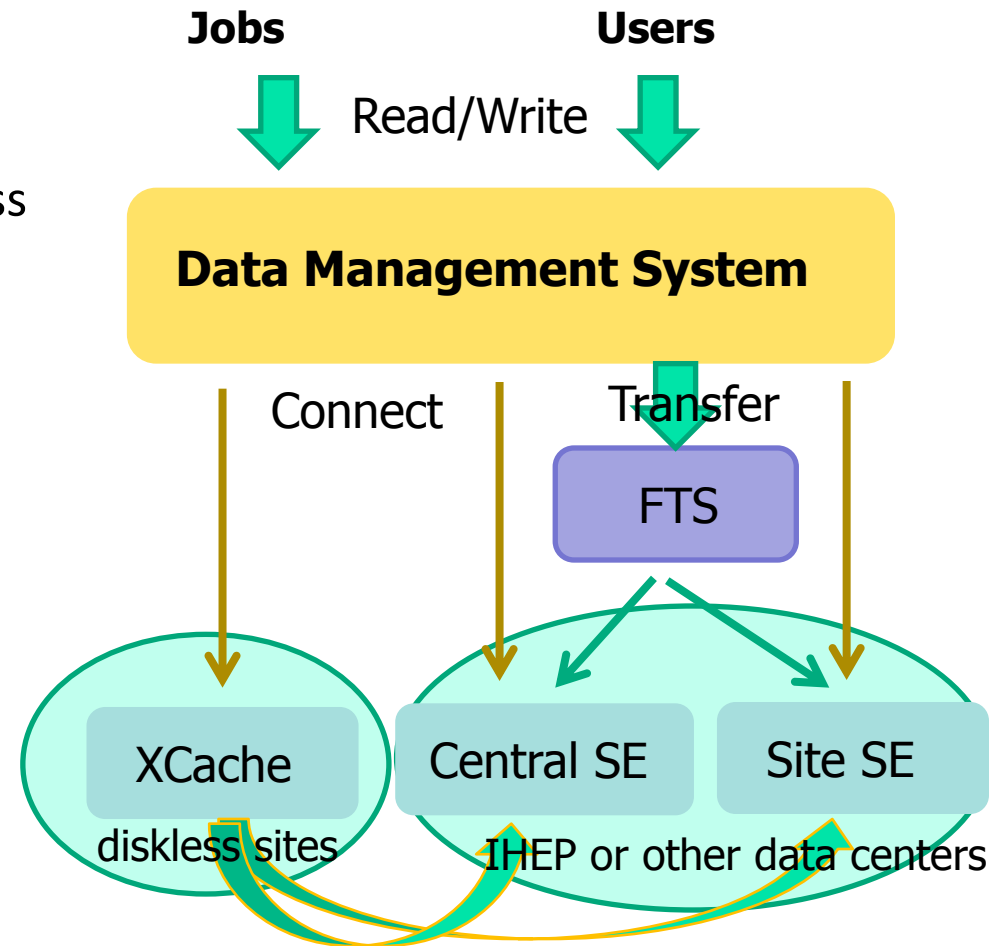 Jobs
Users
Read/Write
ss
Data Management System
Connect
Transfer
FTS
XCache
Central SE
Site SE
diskless sites
IHEP or other data centers